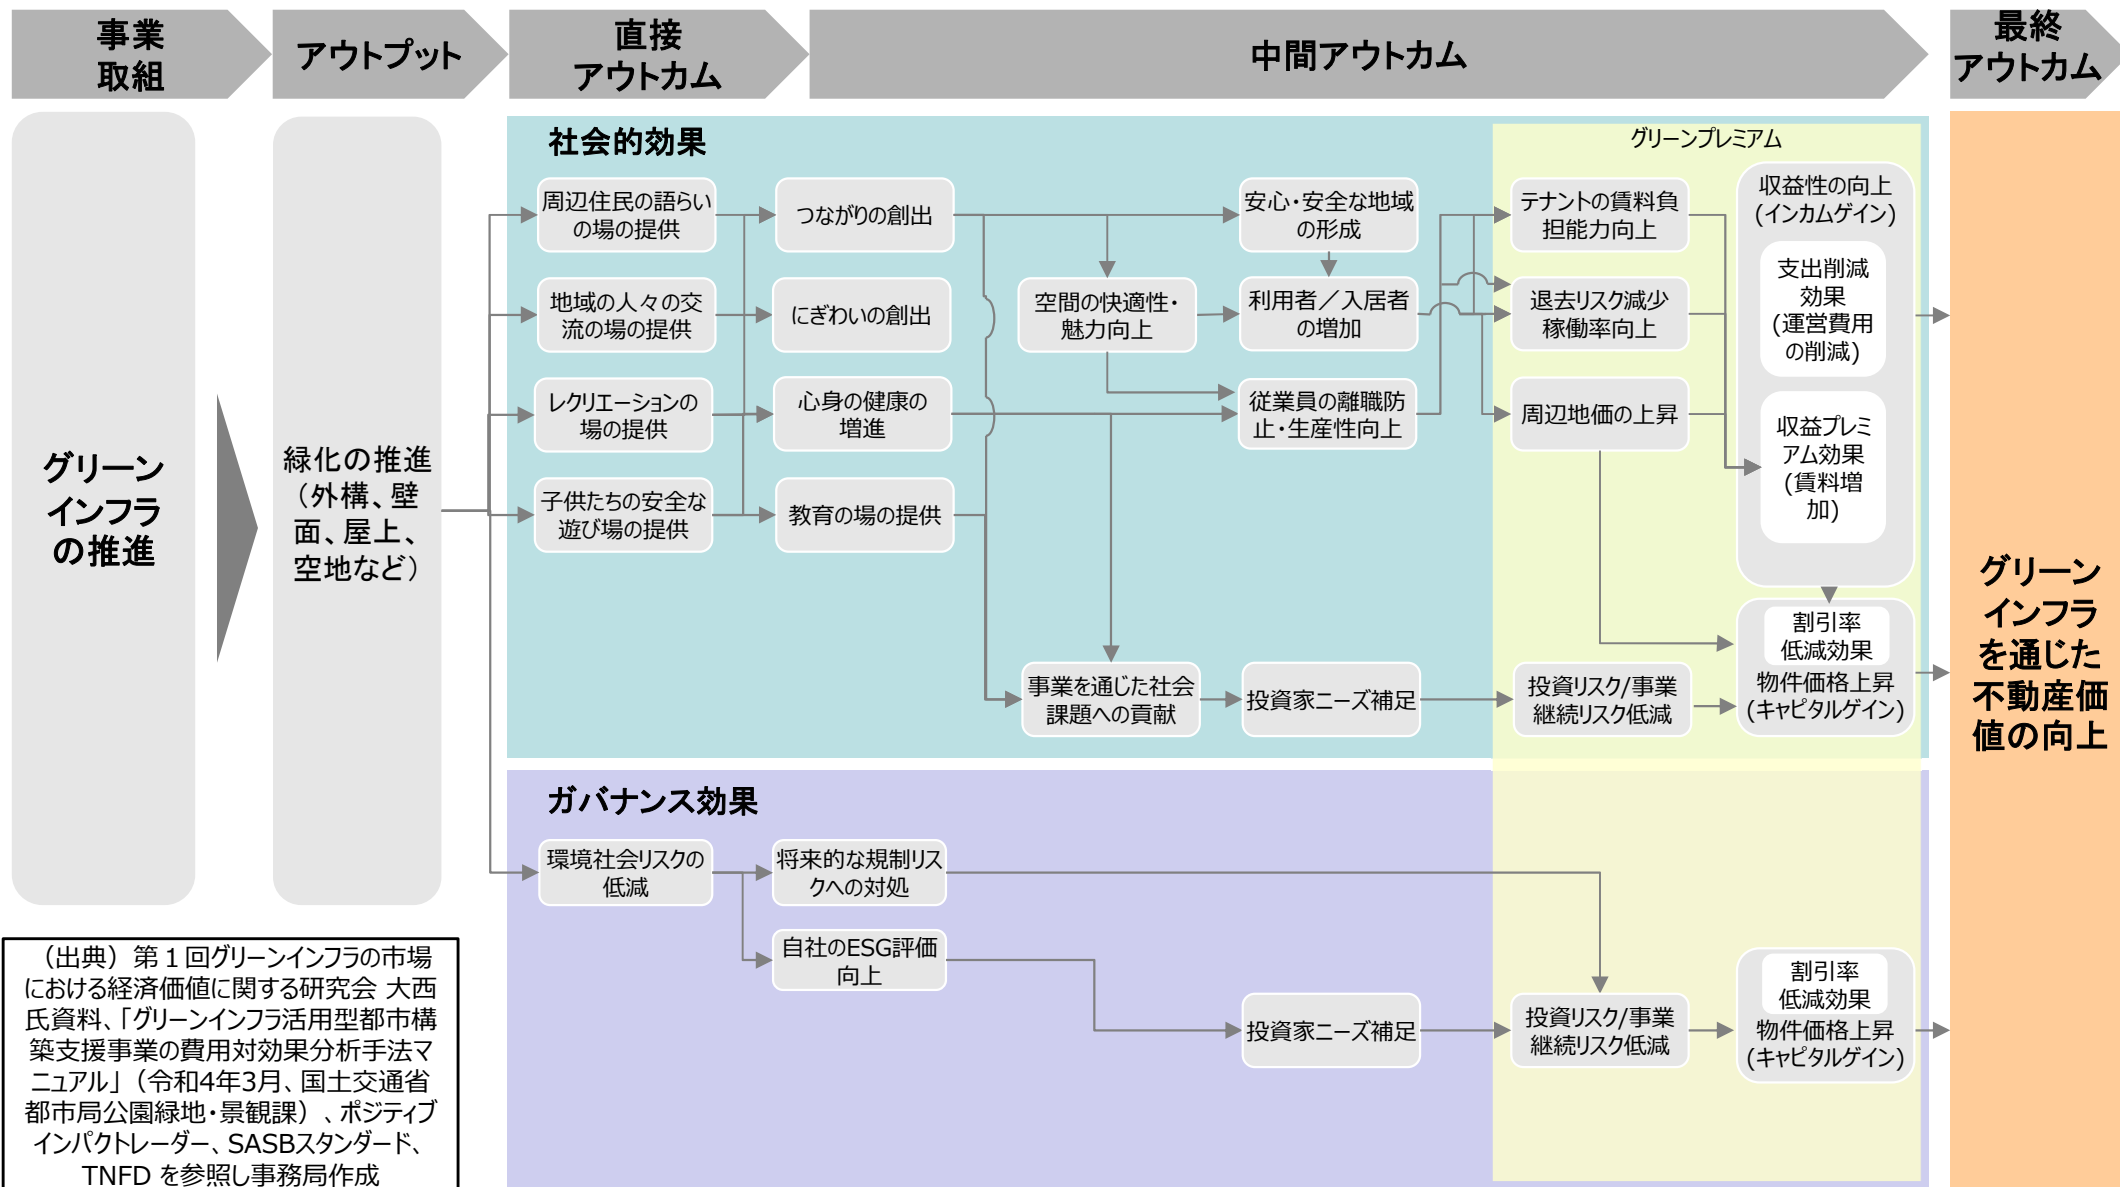 事業
取組
アウトプット
直接
アウトカム
中間アウトカム
最終
アウトカム
グリーン
インフラ
の推進
緑化の推進
（外構、壁
面、屋上、
空地など）
社会的効果
グリーンプレミアム
周辺住民の語らい
の場の提供
地域の人々の交
流の場の提供
レクリエーションの
場の提供
子供たちの安全な
遊び場の提供
つながりの創出
にぎわいの創出
心身の健康の
増進
教育の場の提供
空間の快適性・
魅力向上
事業を通じた社会
課題への貢献
安心・安全な地域
の形成
利用者／入居者
の増加
従業員の離職防
止・生産性向上
投資家ニーズ補足
テナントの賃料負
担能力向上
退去リスク減少
稼働率向上
周辺地価の上昇
投資リスク/事業
継続リスク低減
収益性の向上
(インカムゲイン)
支出削減
効果
(運営費用
の削減)
収益プレミ
アム効果
(賃料増
加)
割引率
低減効果
物件価格上昇
(キャピタルゲイン)
ガバナンス効果
環境社会リスクの
低減
将来的な規制リス
クへの対処
自社のESG評価
向上
投資家ニーズ補足
投資リスク/事業
継続リスク低減
割引率
低減効果
物件価格上昇
(キャピタルゲイン)
グリーン
インフラ
を通じた
不動産価
値の向上
（出典）第１回グリーンインフラの市場
における経済価値に関する研究会 大西
氏資料、「グリーンインフラ活用型都市構
築支援事業の費用対効果分析手法マ
ニュアル」（令和4年3月、国土交通省
都市局公園緑地・景観課）、ポジティブ
インパクトレーダー、SASBスタンダード、
TNFD を参照し事務局作成